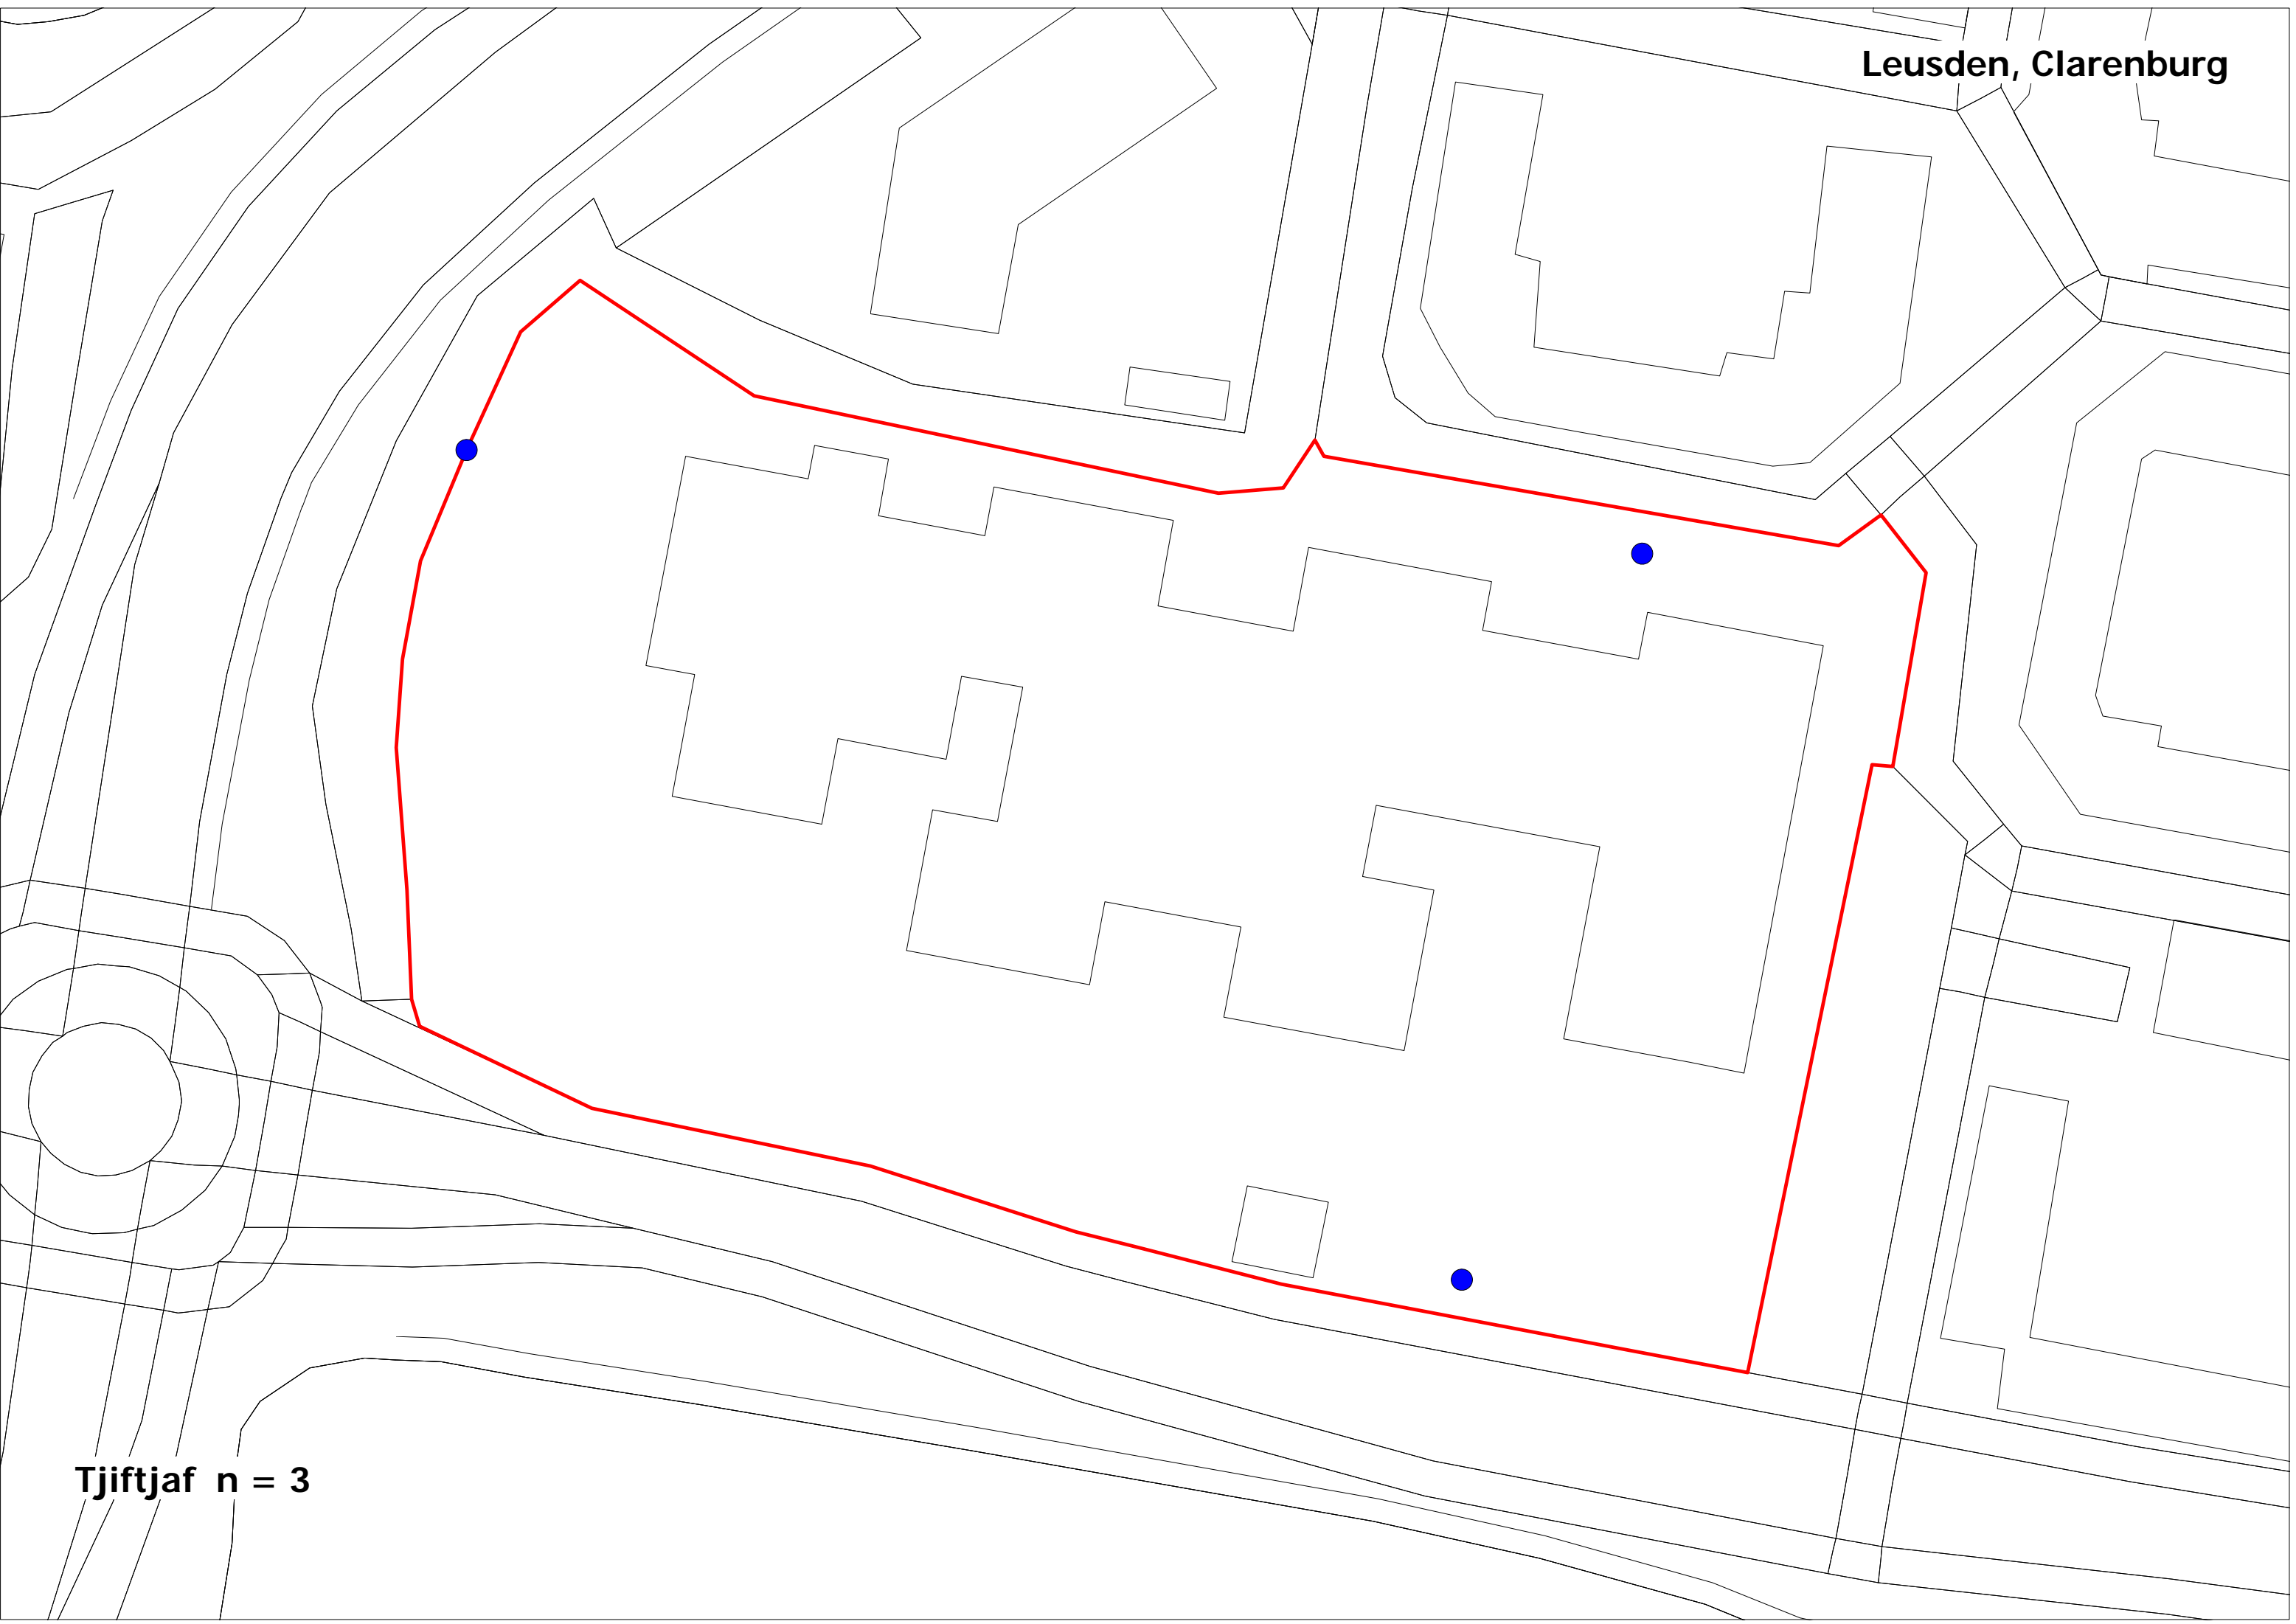 Leusden, Clarenburg
Tjiftjaf n = 3